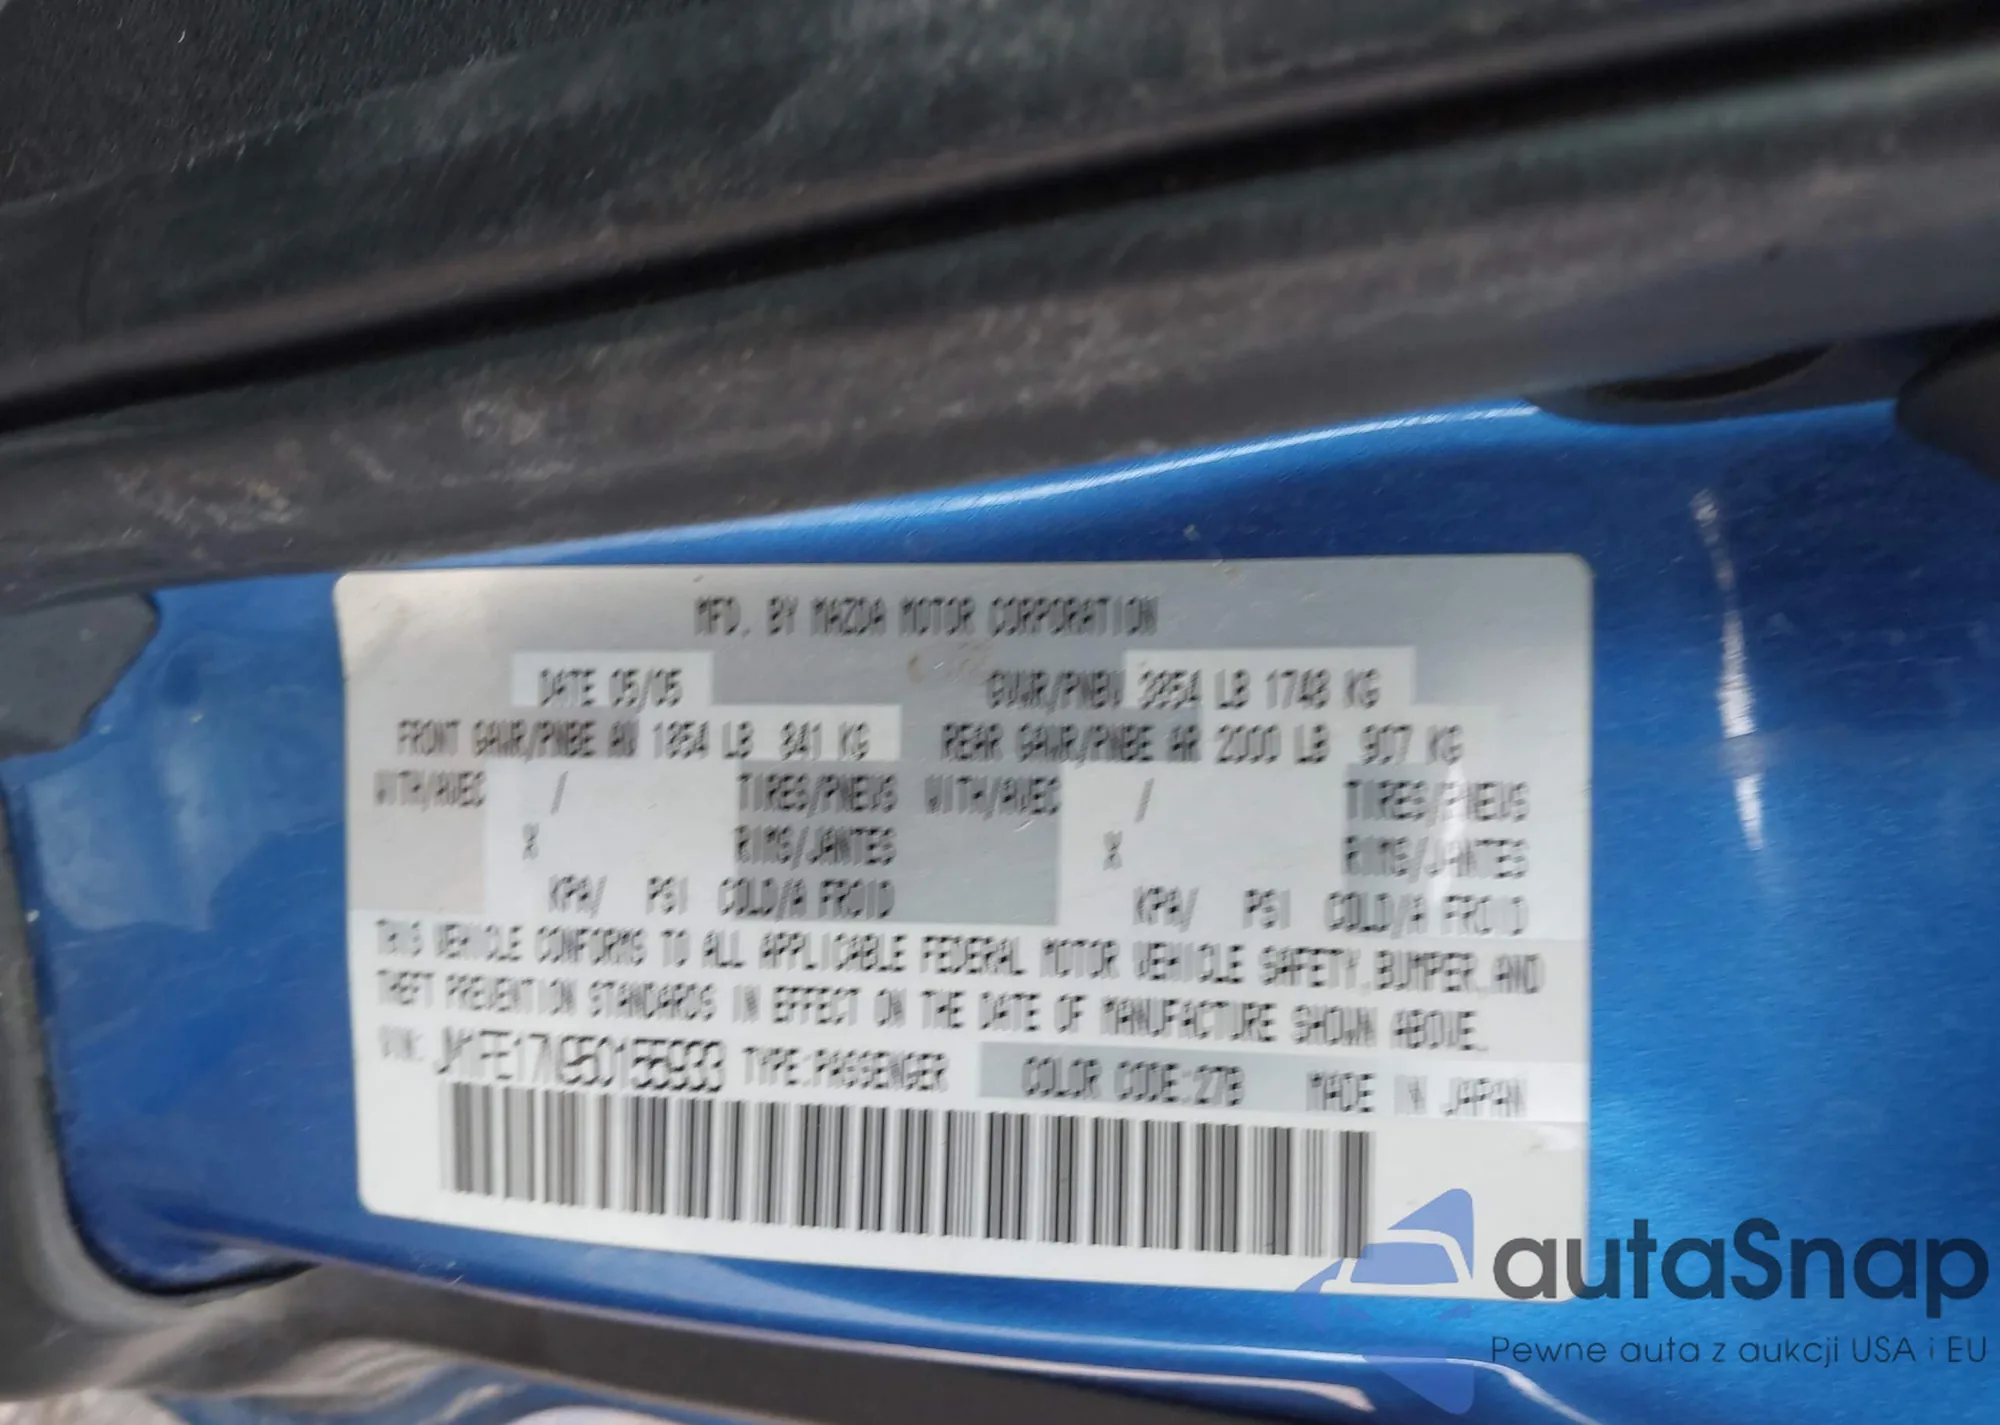 MFD. BY MAZDA MOTOR CORPORATION
DATE 05/05 GVWR/PNBV 3854 LB 1748 KG
FRONT GAWR/PNBE AV 1854 LB 841 KG REAR GAWR/PNBE AR 2000 LB 907 KG
WITH/AVEC / TIRES/PNEUS WITH/AVEC / TIRES/PNEUS
RIMS/JANTES RIMS/JANTES
KPA/ PSI COLD/A FROID KPA/ PSI COLD/A FROID
THIS VEHICLE CONFORMS TO ALL APPLICABLE FEDERAL MOTOR VEHICLE SAFETY, BUMPER, AND
THEFT PREVENTION STANDARDS IN EFFECT ON THE DATE OF MANUFACTURE SHOWN ABOVE.
VIN: TYPE:PASSENGER COLOR CODE:27B MADE IN JAPAN
autaSnap
Pewne auta z aukcji USA i EU